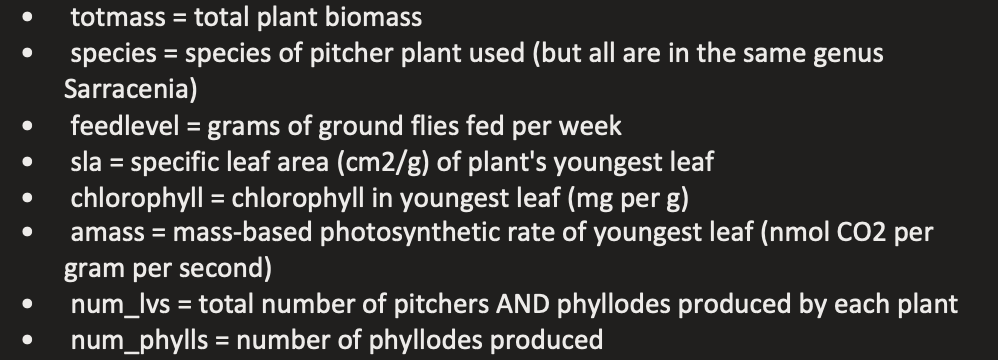 • totmass = total plant biomass
• species = species of pitcher plant used (but all are in the same genus
Sarracenia)
• feedlevel = grams of ground flies fed per week
• sla = specific leaf area (cm2/g) of plant's youngest leaf
• chlorophyll = chlorophyll in youngest leaf (mg per g)
• amass = mass-based photosynthetic rate of youngest leaf (nmol CO2 per
gram per second)
• num_lvs = total number of pitchers AND phyllodes produced by each plant
• num_phylls = number of phyllodes produced